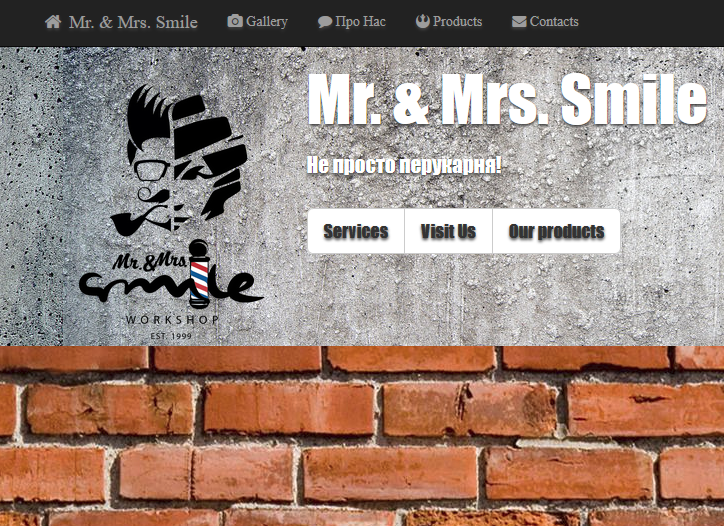 Mr. & Mrs. Smile Gallery Про Нас Products Contacts
Mr. & Mrs. Smile
Не просто перукарня!
Services Visit Us Our products
Mr. & Mrs.
smile
WORKSHOP
EST. 1999